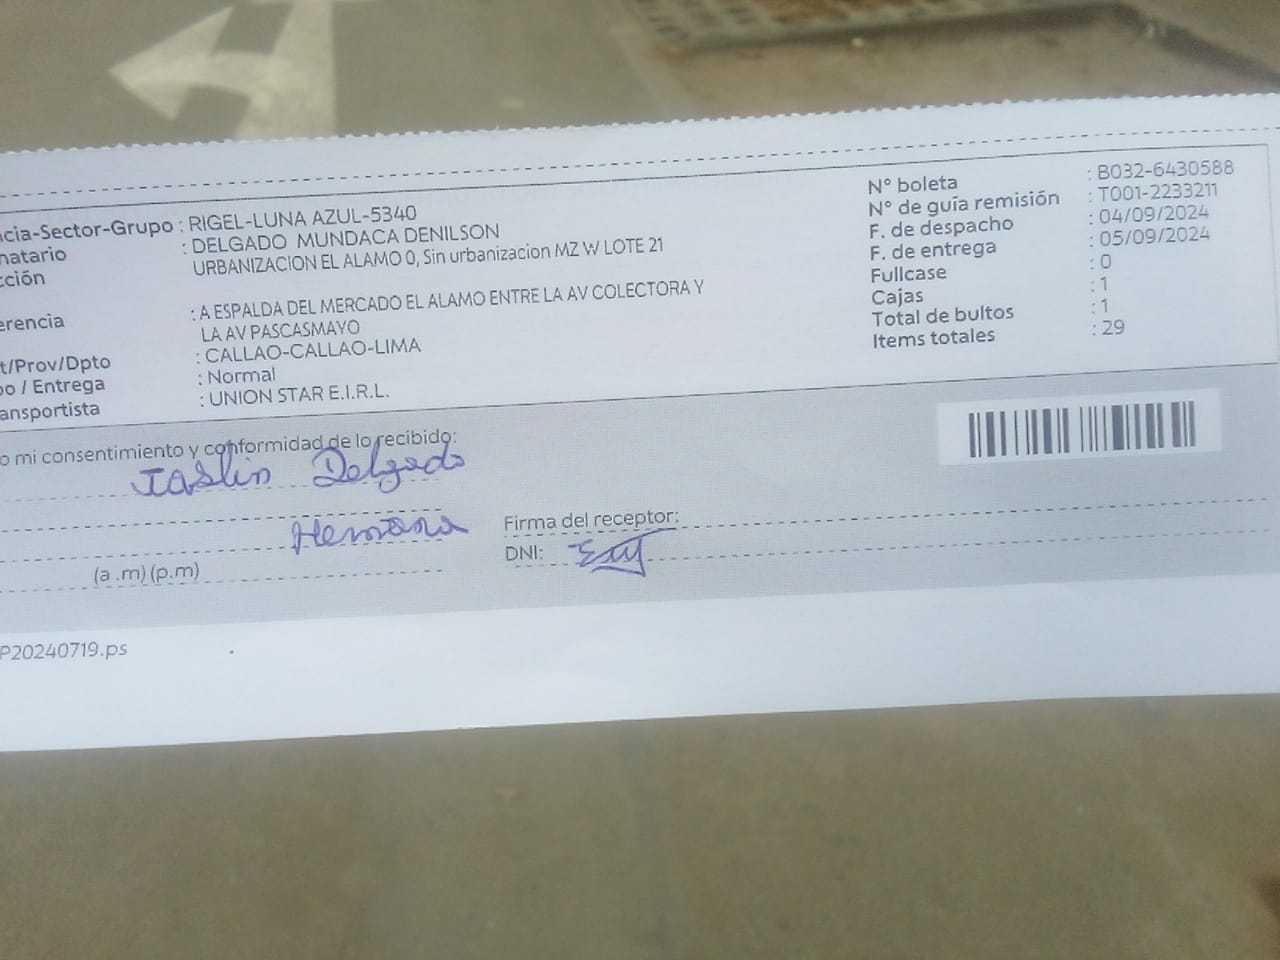 ncia-Sector-Grupo : RIGEL-LUNA AZUL-5340
natario : DELGADO MUNDACA DENILSON
cción URBANIZACION EL ALAMO 0, Sin urbanizacion MZ W LOTE 21
erencia : A ESPALDA DEL MERCADO EL ALAMO ENTRE LA AV COLECTORA Y
LA AV PASCASMAYO
t/Prov/Dpto : CALLAO-CALLAO-LIMA
po / Entrega : Normal
ansportista : UNION STAR E.I.R.L.
N° boleta : B032-6430588
N° de guía remisión : T001-2233211
F. de despacho : 04/09/2024
F. de entrega : 05/09/2024
Fullcase : 0
Cajas : 1
Total de bultos : 1
Items totales : 29
o mi consentimiento y conformidad de lo recibido:
Iaslin Delgado
Hermana
Firma del receptor:
(a .m) (p.m)
DNI:
P20240719.ps